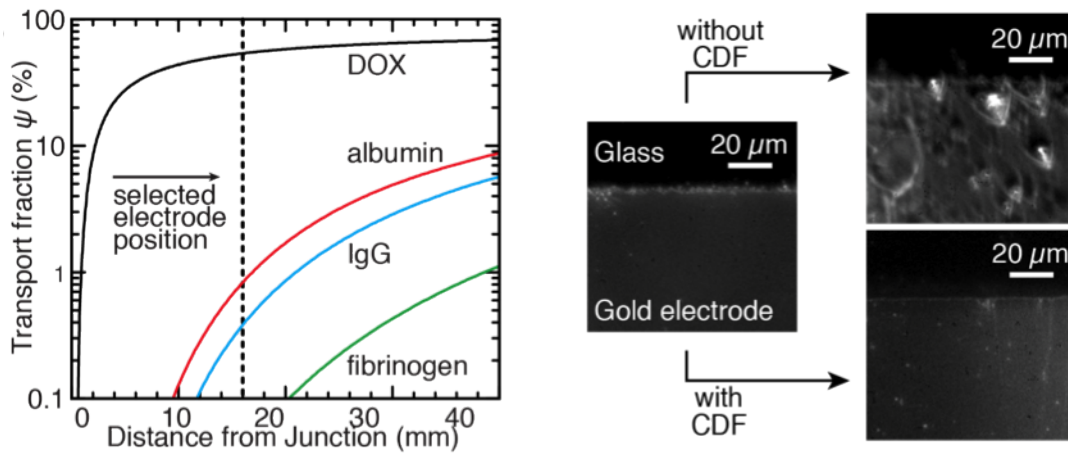 Transport fraction ψ (%)
100
10
1
0.1
DOX
albumin
IgG
fibrinogen
selected
electrode
position
0 10 20 30 40
Distance from Junction (mm)
without
CDF
20 µm
Glass
20 µm
Gold electrode
20 µm
with
CDF